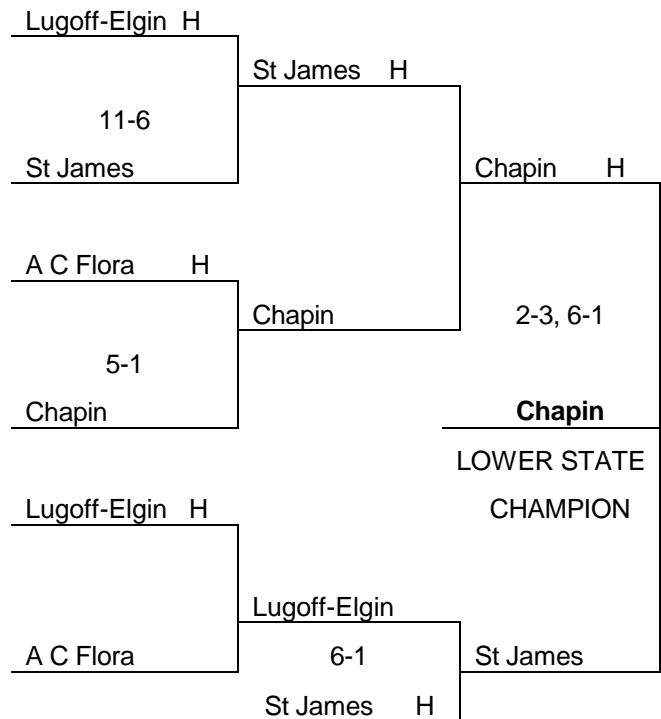 Lugoff-Elgin H
St James H
11-6
St James
Chapin H
A C Flora H
Chapin
2-3, 6-1
5-1
Chapin
Chapin
LOWER STATE
Lugoff-Elgin H
CHAMPION
Lugoff-Elgin
A C Flora
6-1
St James
St James H